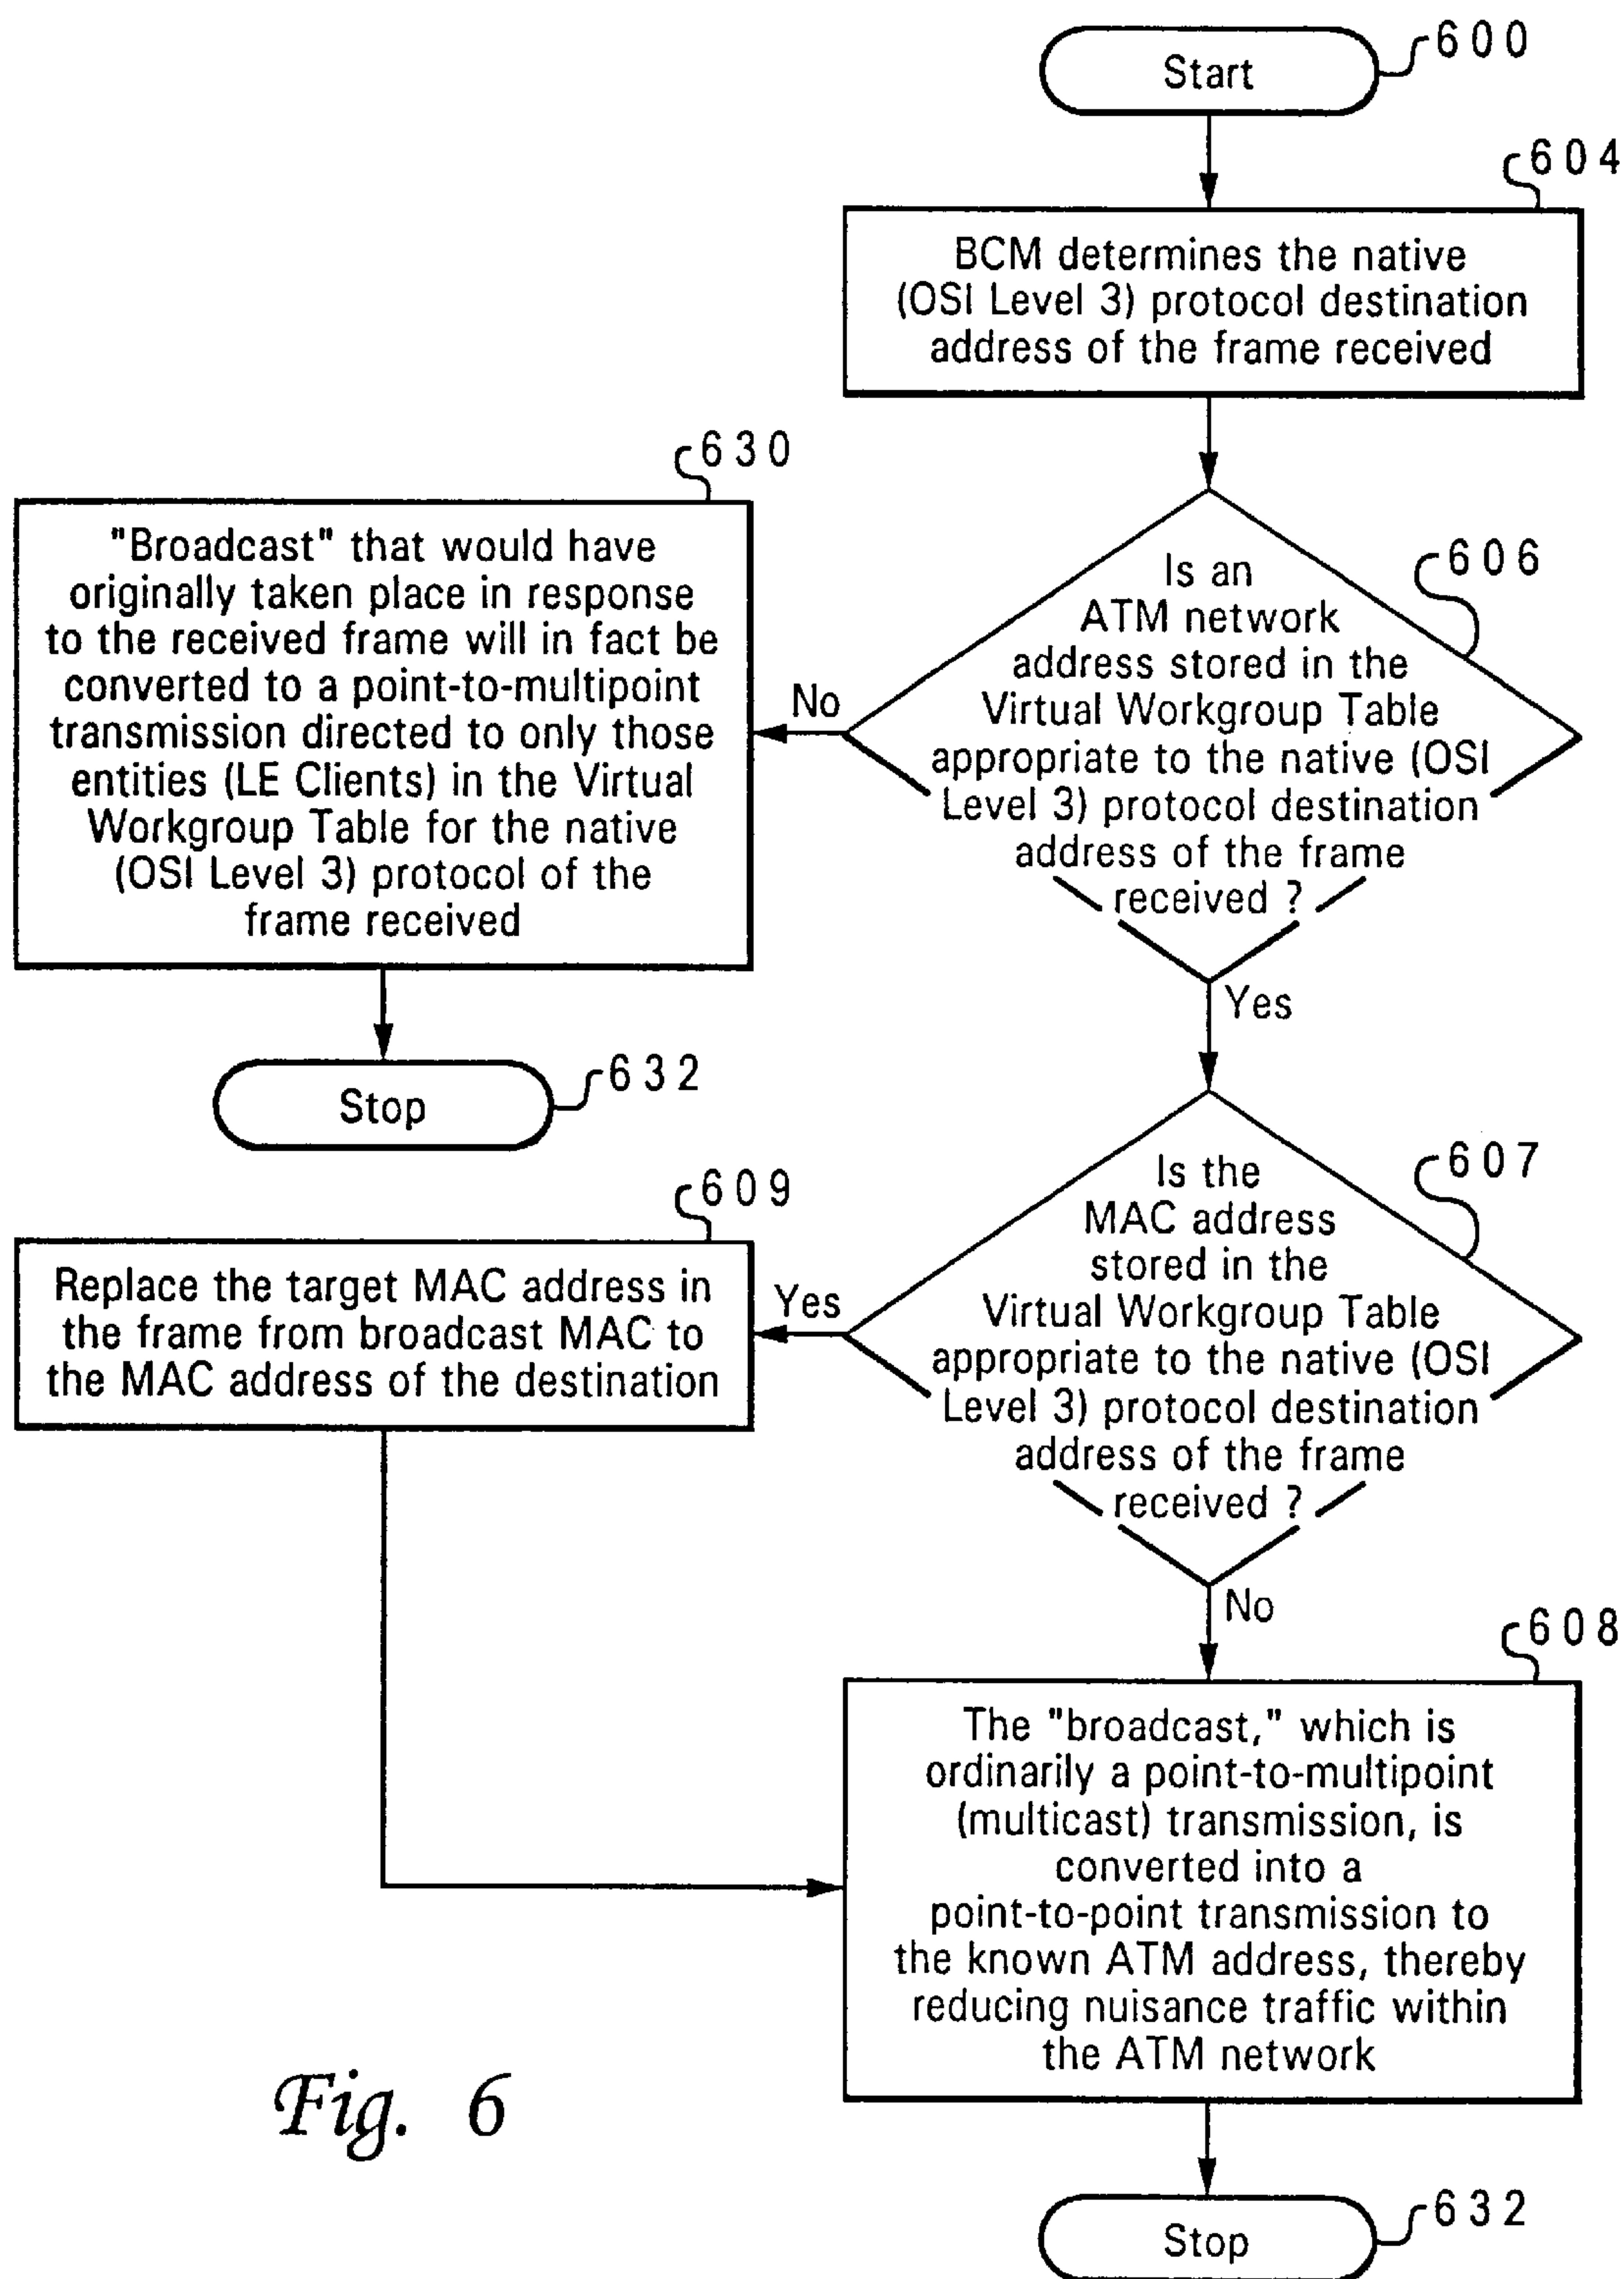 600
Start
604
BCM determines the native
(OSI Level 3) protocol destination
address of the frame received
606
Is an
ATM network
address stored in the
Virtual Workgroup Table
appropriate to the native (OSI
Level 3) protocol destination
address of the frame
received ?
No
630
"Broadcast" that would have
originally taken place in response
to the received frame will in fact be
converted to a point-to-multipoint
transmission directed to only those
entities (LE Clients) in the Virtual
Workgroup Table for the native
(OSI Level 3) protocol of the
frame received
632
Stop
Yes
607
Is the
MAC address
stored in the
Virtual Workgroup Table
appropriate to the native (OSI
Level 3) protocol destination
address of the frame
received ?
Yes
609
Replace the target MAC address in
the frame from broadcast MAC to
the MAC address of the destination
No
608
The "broadcast," which is
ordinarily a point-to-multipoint
(multicast) transmission, is
converted into a
point-to-point transmission to
the known ATM address, thereby
reducing nuisance traffic within
the ATM network
632
Stop
Fig. 6